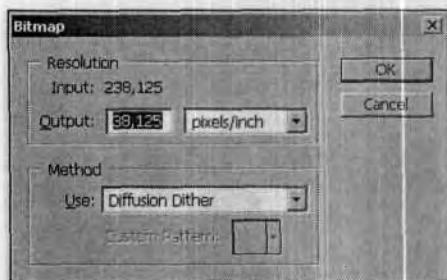 Bitmap
Resolution
OK
Input: 238,125
Cancel
Output: 38,125 pixels/inch
Method
Use: Diffusion Dither
Custom Pattern: